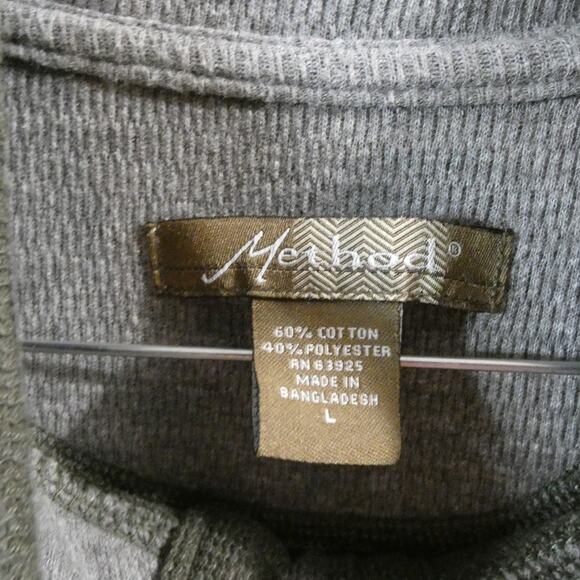 Method®
60% COTTON
40% POLYESTER
RN 63925
MADE IN
BANGLADESH
L